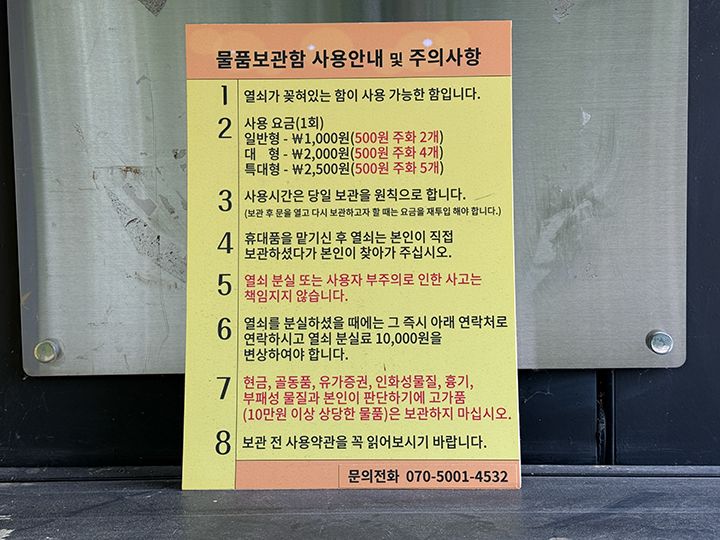 물품보관함 사용안내 및 주의사항
1 열쇠가 꽂혀있는 함이 사용 가능한 함입니다.
2 사용 요금(1회)
일반형 - ₩1,000원(500원 주화 2개)
대 형 - ₩2,000원(500원 주화 4개)
특대형 - ₩2,500원(500원 주화 5개)
3 사용시간은 당일 보관을 원칙으로 합니다.
(보관 후 문을 열고 다시 보관하고자 할 때는 요금을 재투입 해야 합니다.)
4 휴대품을 맡기신 후 열쇠는 본인이 직접
보관하셨다가 본인이 찾아가 주십시오.
5 열쇠 분실 또는 사용자 부주의로 인한 사고는
책임지지 않습니다.
6 열쇠를 분실하셨을 때에는 그 즉시 아래 연락처로
연락하시고 열쇠 분실료 10,000원을
변상하여야 합니다.
7 현금, 골동품, 유가증권, 인화성물질, 흉기,
부패성 물질과 본인이 판단하기에 고가품
(10만원 이상 상당한 물품)은 보관하지 마십시오.
8 보관 전 사용약관을 꼭 읽어보시기 바랍니다.
문의전화 070-5001-4532